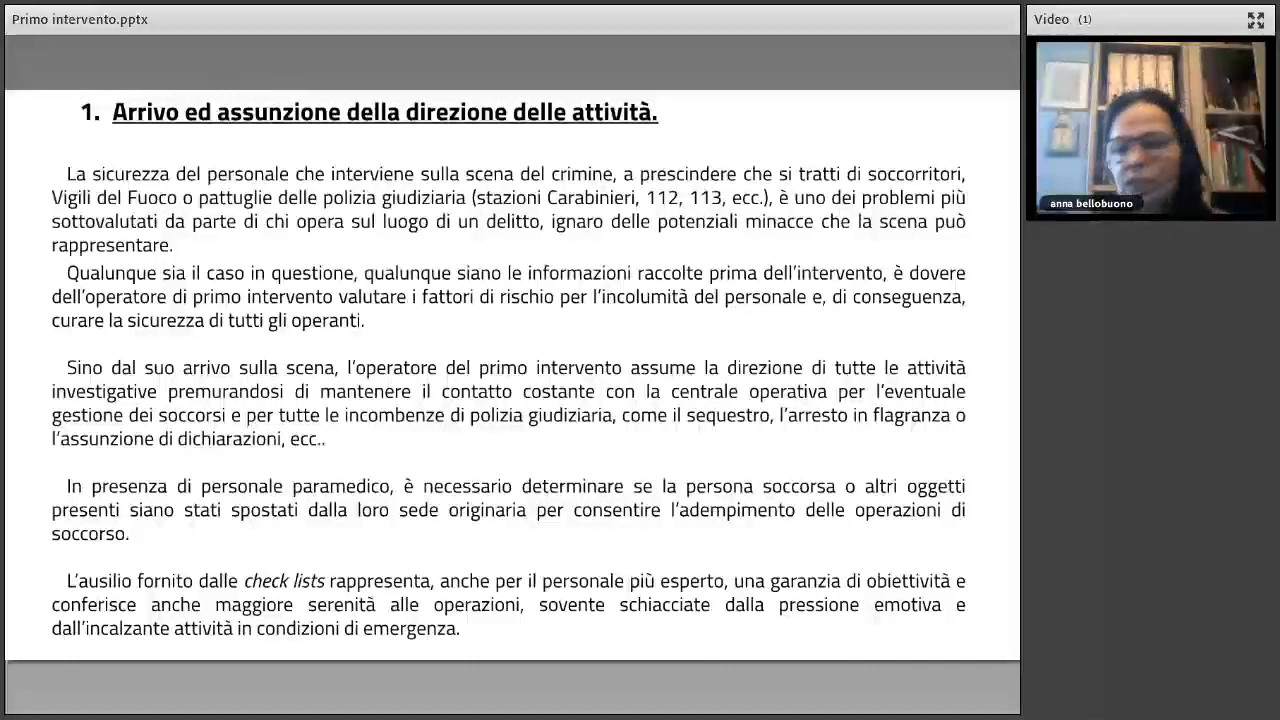 Primo intervento.pptx
Video (1)
anna bellobuono
1. Arrivo ed assunzione della direzione delle attività.
La sicurezza del personale che interviene sulla scena del crimine, a prescindere che si tratti di soccorritori,
Vigili del Fuoco o pattuglie delle polizia giudiziaria (stazioni Carabinieri, 112, 113, ecc.), è uno dei problemi più
sottovalutati da parte di chi opera sul luogo di un delitto, ignaro delle potenziali minacce che la scena può
rappresentare.
Qualunque sia il caso in questione, qualunque siano le informazioni raccolte prima dell’intervento, è dovere
dell’operatore di primo intervento valutare i fattori di rischio per l’incolumità del personale e, di conseguenza,
curare la sicurezza di tutti gli operanti.
Sino dal suo arrivo sulla scena, l’operatore del primo intervento assume la direzione di tutte le attività
investigative premurandosi di mantenere il contatto costante con la centrale operativa per l’eventuale
gestione dei soccorsi e per tutte le incombenze di polizia giudiziaria, come il sequestro, l’arresto in flagranza o
l’assunzione di dichiarazioni, ecc..
In presenza di personale paramedico, è necessario determinare se la persona soccorsa o altri oggetti
presenti siano stati spostati dalla loro sede originaria per consentire l’adempimento delle operazioni di
soccorso.
L’ausilio fornito dalle check lists rappresenta, anche per il personale più esperto, una garanzia di obiettività e
conferisce anche maggiore serenità alle operazioni, sovente schiacciate dalla pressione emotiva e
dall’incalzante attività in condizioni di emergenza.